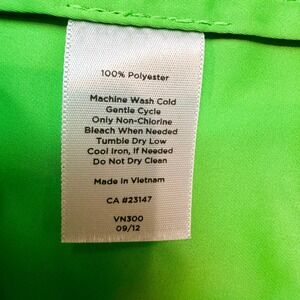 100% Polyester
Machine Wash Cold
Gentle Cycle
Only Non-Chlorine
Bleach When Needed
Tumble Dry Low
Cool Iron, If Needed
Do Not Dry Clean
Made in Vietnam
CA #23147
VN300
09/12